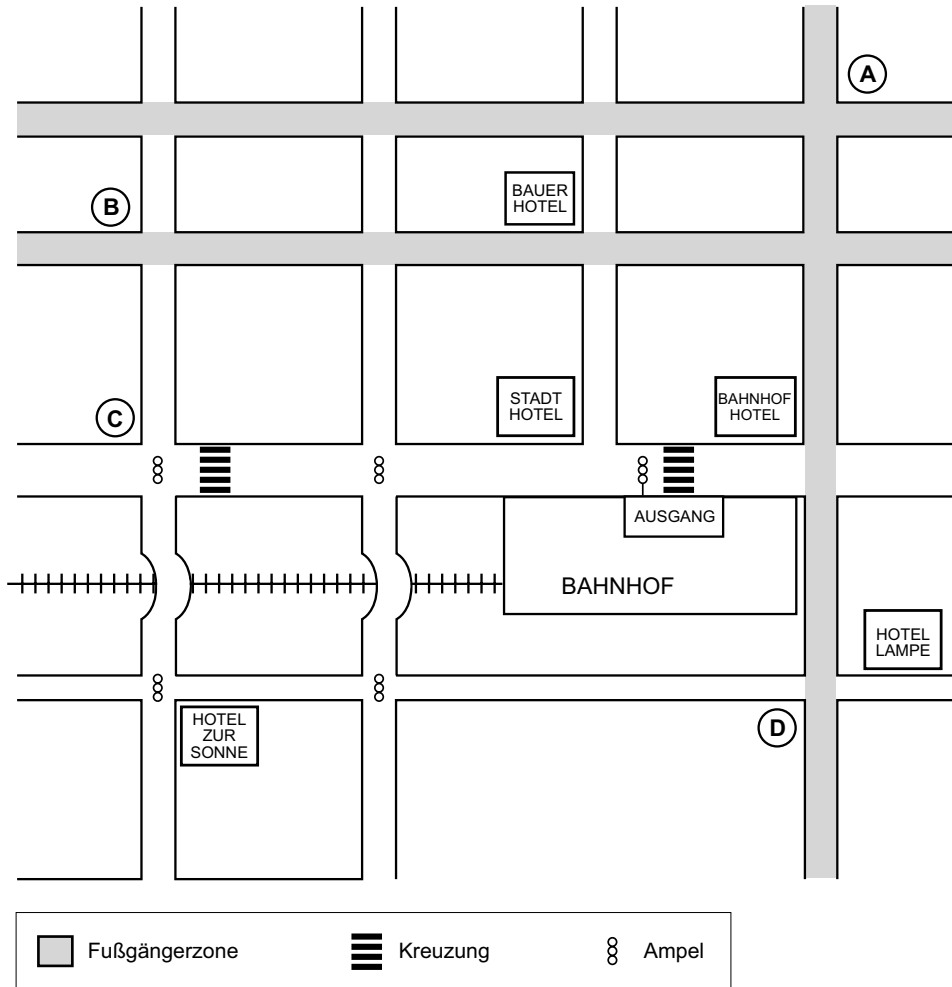 A
BAUER
HOTEL
B
STADT
HOTEL
BAHNHOF
HOTEL
C
AUSGANG
BAHNHOF
HOTEL
LAMPE
HOTEL
ZUR
SONNE
D
Fußgängerzone
Kreuzung
Ampel